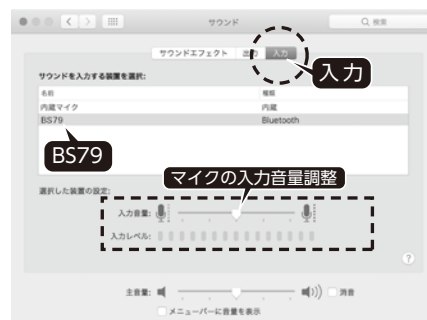 サウンド
検索
サウンドエフェクト 出力 入力
入力
サウンドを入力する装置を選択:
名前 種類
内蔵マイク 内蔵
BS79 Bluetooth
BS79
マイクの入力音量調整
選択した装置の設定:
入力音量:
入力レベル:
?
主音量: 消音
メニューバーに音量を表示